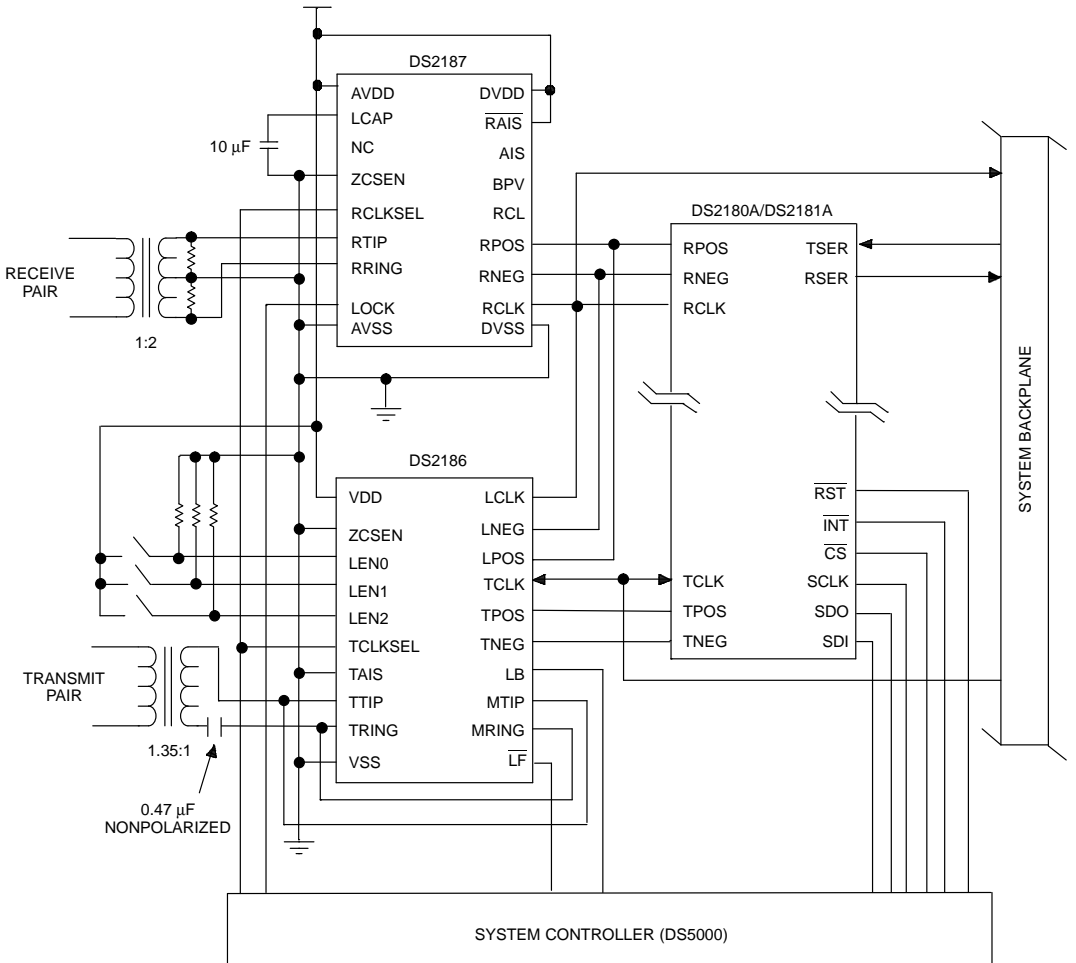 DS2187
AVDD
LCAP
NC
ZCSEN
RCLKSEL
RTIP
RRING
LOCK
AVSS
DVDD
RAIS
AIS
BPV
RCL
RPOS
RNEG
RCLK
DVSS
10 μF
RECEIVE
PAIR
1:2
DS2180A/DS2181A
RPOS
RNEG
RCLK
TSER
RSER
RST
INT
CS
SCLK
SDO
SDI
TCLK
TPOS
TNEG
SYSTEM BACKPLANE
DS2186
VDD
ZCSEN
LEN0
LEN1
LEN2
TCLKSEL
TAIS
TTIP
TRING
VSS
LCLK
LNEG
LPOS
TCLK
TPOS
TNEG
LB
MTIP
MRING
LF
TRANSMIT
PAIR
1.35:1
0.47 μF
NONPOLARIZED
SYSTEM CONTROLLER (DS5000)